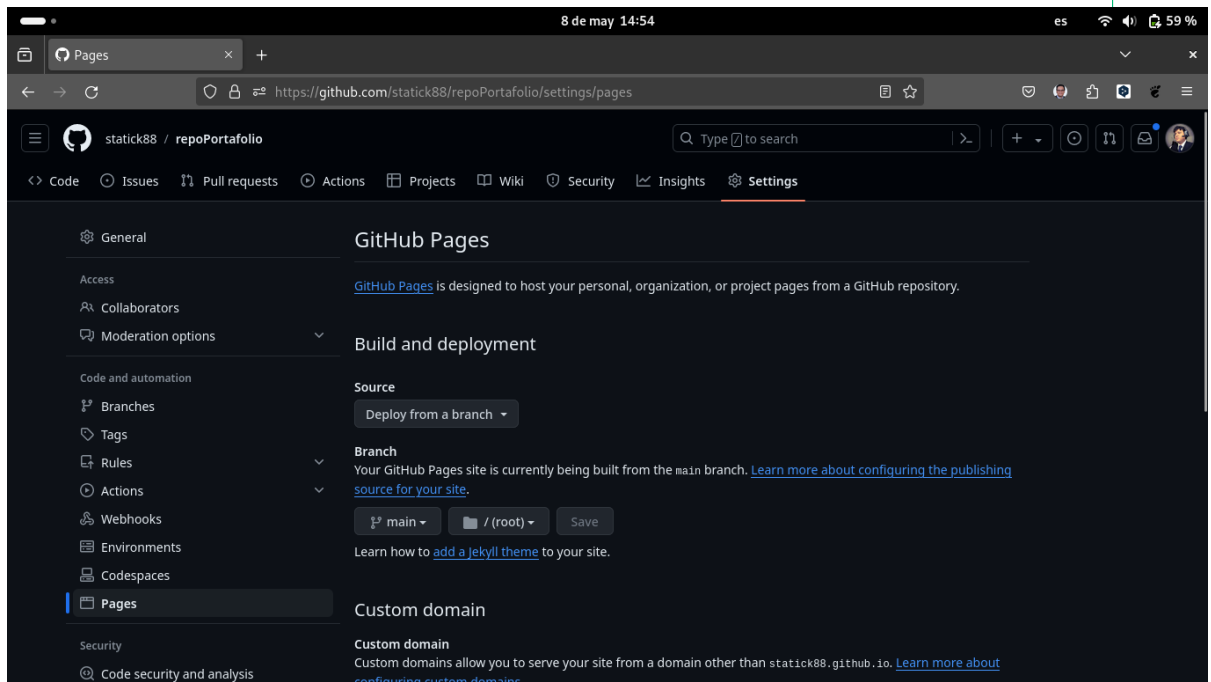 8 de may 14:54
es
59 %
Pages
https://github.com/statick88/repoPortafolio/settings/pages
statick88 / repoPortafolio
Type / to search
Code
Issues
Pull requests
Actions
Projects
Wiki
Security
Insights
Settings
General
Access
Collaborators
Moderation options
Code and automation
Branches
Tags
Rules
Actions
Webhooks
Environments
Codespaces
Pages
Security
Code security and analysis
GitHub Pages
GitHub Pages is designed to host your personal, organization, or project pages from a GitHub repository.
Build and deployment
Source
Deploy from a branch
Branch
Your GitHub Pages site is currently being built from the main branch. Learn more about configuring the publishing
source for your site.
main
/ (root)
Save
Learn how to add a Jekyll theme to your site.
Custom domain
Custom domain
Custom domains allow you to serve your site from a domain other than statick88.github.io. Learn more about
configuring custom domains.